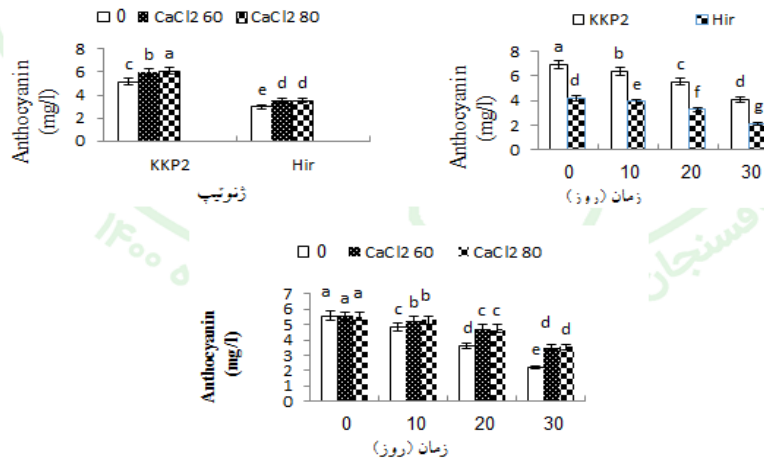 0 CaCl2 60 CaCl2 80
Anthocyanin
(mg/l)
8
6
4
2
0
c b a
e d d
KKP2 Hir
ژنوتیپ
KKP2 Hir
Anthocyanin
(mg/l)
8
6
4
2
0
a b c d
d e f g
0 10 20 30
زمان (روز)
0 CaCl2 60 CaCl2 80
Anthocyanin
(mg/l)
7
6
5
4
3
2
1
0
a a a c b b d c c e d d
0 10 20 30
زمان (روز)
۱۴۰۰ ه
فسنجان